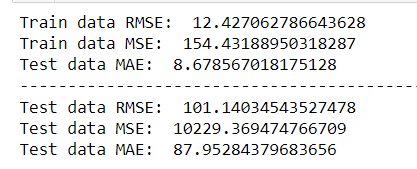 Train data RMSE:  12.427062786643628
Train data MSE:  154.43188950318287
Test data MAE:  8.678567018175128
-----------------------------------------
Test data RMSE:  101.14034543527478
Test data MSE:  10229.369474766709
Test data MAE:  87.95284379683656